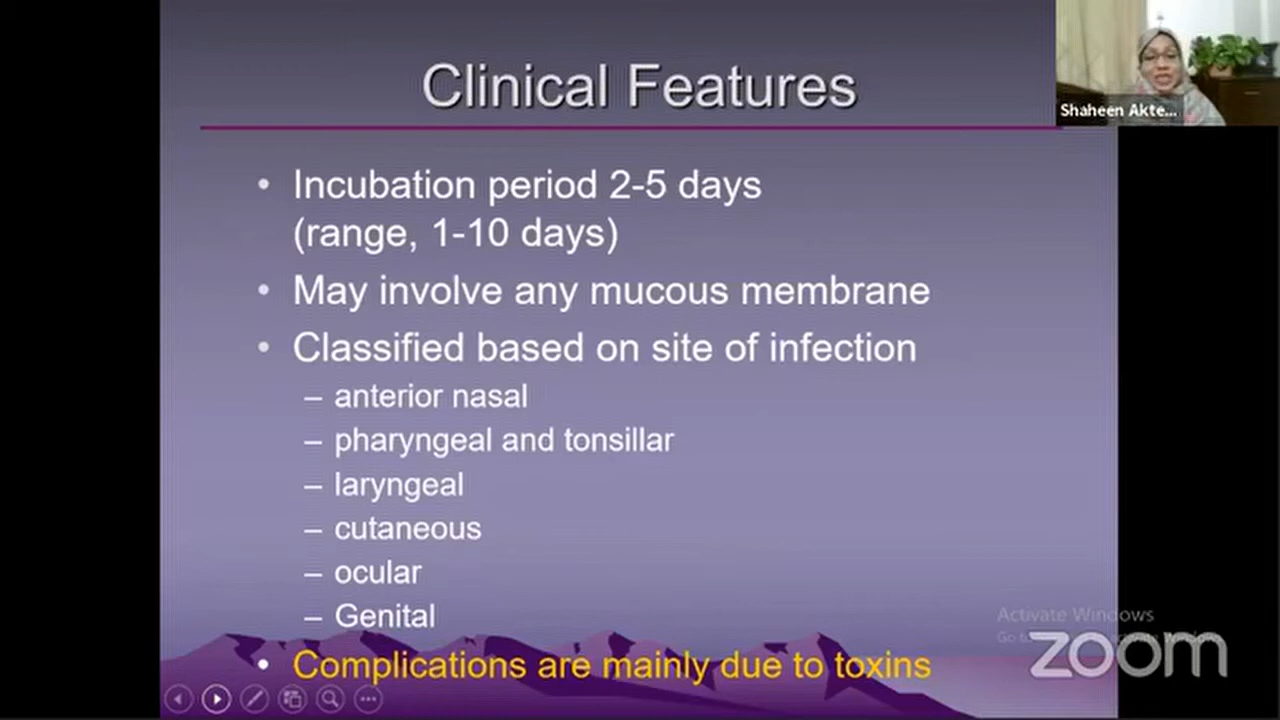 Clinical Features
Shaheen Akte...
• Incubation period 2-5 days
(range, 1-10 days)
• May involve any mucous membrane
• Classified based on site of infection
– anterior nasal
– pharyngeal and tonsillar
– laryngeal
– cutaneous
– ocular
– Genital
• Complications are mainly due to toxins
Activate Windows
zoom